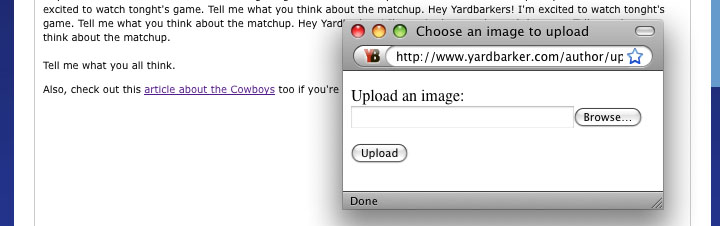 excited to watch tonght's game. Tell me what you think about the matchup. Hey Yardbarkers! I'm excited to watch tonght's
game. Tell me what you think about the matchup. Hey Yard
think about the matchup.
Tell me what you all think.
Also, check out this article about the Cowboys too if you're
Choose an image to upload
YB
http://www.yardbarker.com/author/up
Upload an image:
Browse...
Upload
Done